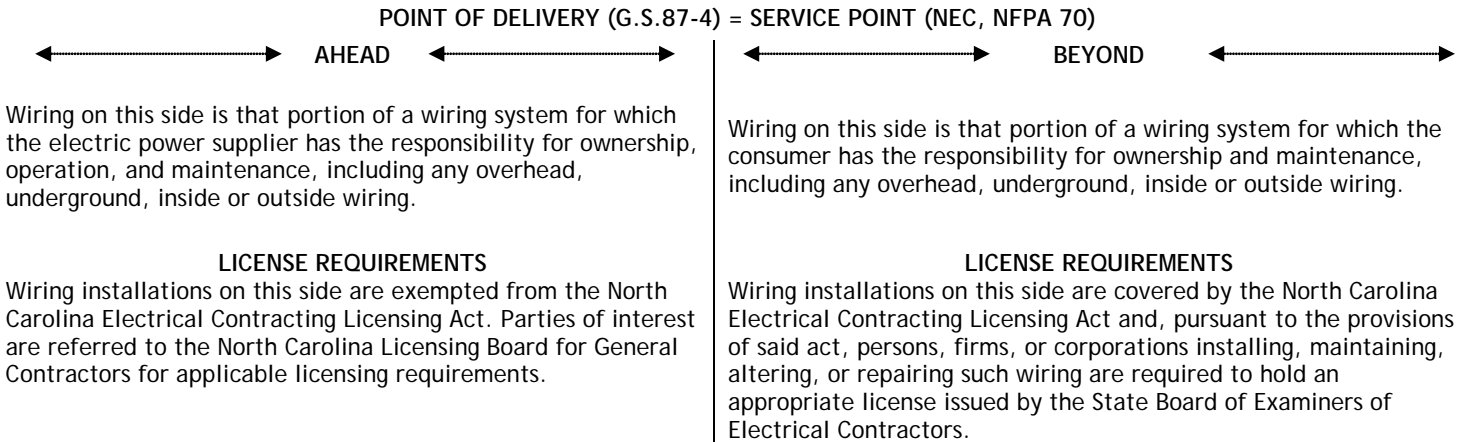 POINT OF DELIVERY (G.S.87-4) = SERVICE POINT (NEC, NFPA 70)
AHEAD
Wiring on this side is that portion of a wiring system for which
the electric power supplier has the responsibility for ownership,
operation, and maintenance, including any overhead,
underground, inside or outside wiring.
LICENSE REQUIREMENTS
Wiring installations on this side are exempted from the North
Carolina Electrical Contracting Licensing Act. Parties of interest
are referred to the North Carolina Licensing Board for General
Contractors for applicable licensing requirements.
BEYOND
Wiring on this side is that portion of a wiring system for which the
consumer has the responsibility for ownership and maintenance,
including any overhead, underground, inside or outside wiring.
LICENSE REQUIREMENTS
Wiring installations on this side are covered by the North Carolina
Electrical Contracting Licensing Act and, pursuant to the provisions
of said act, persons, firms, or corporations installing, maintaining,
altering, or repairing such wiring are required to hold an
appropriate license issued by the State Board of Examiners of
Electrical Contractors.